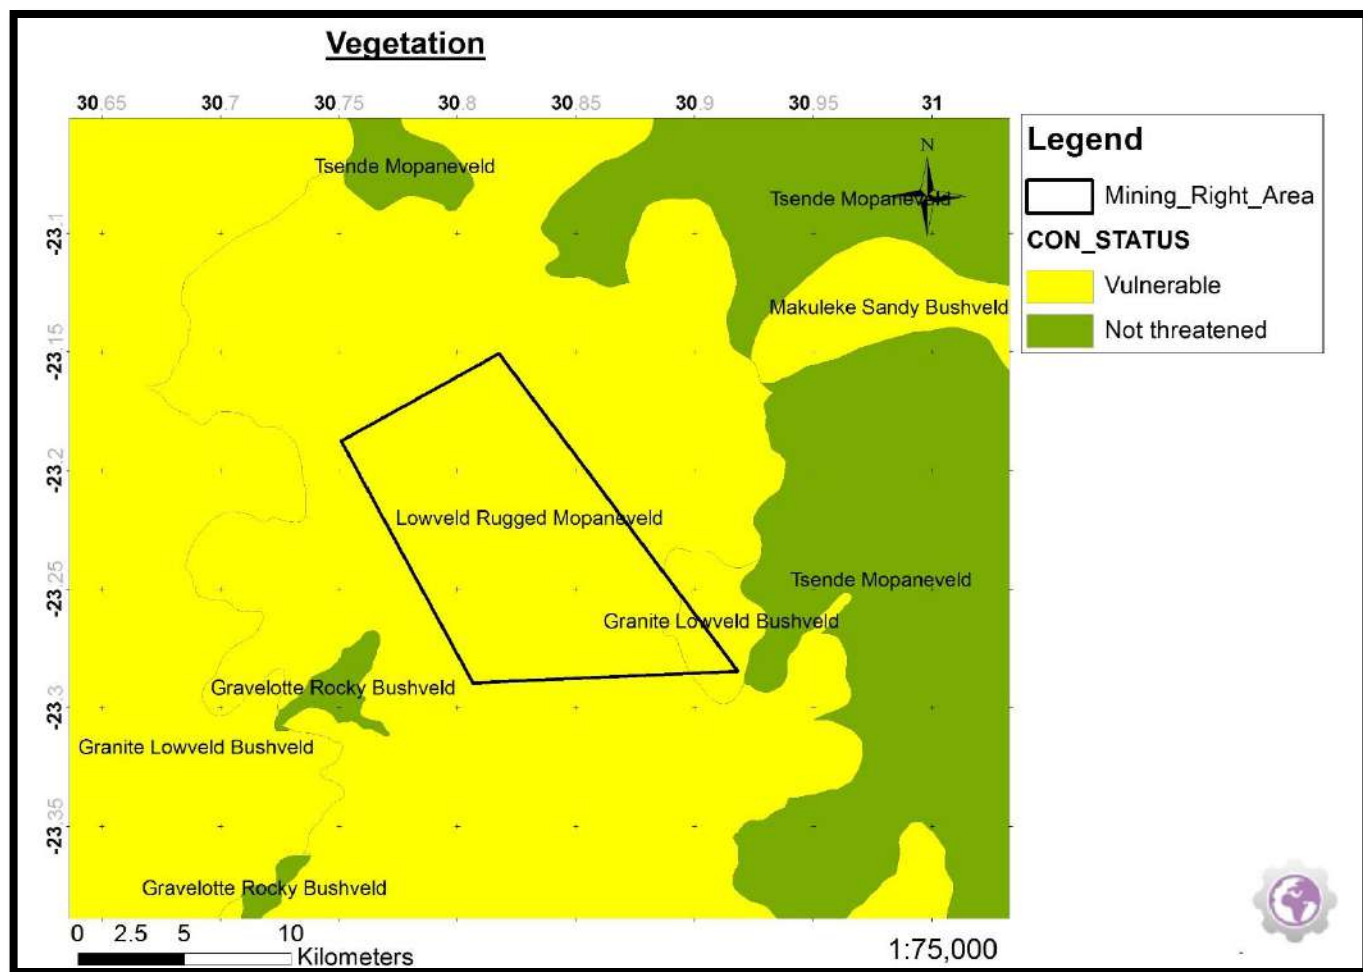 Vegetation
30.65 30.7 30.75 30.8 30.85 30.9 30.95 31
Legend
N
Mining_Right_Area
CON_STATUS
Vulnerable
Not threatened
Tsende Mopaneveld
Tsende Mopaneveld
-23.1
Makuleke Sandy Bushveld
-23.15
-23.2
Lowveld Rugged Mopaneveld
-23.25
Tsende Mopaneveld
Granite Lowveld Bushveld
Gravelotte Rocky Bushveld
-23.3
Granite Lowveld Bushveld
-23.35
Gravelotte Rocky Bushveld
0 2.5 5 10
Kilometers
1:75,000